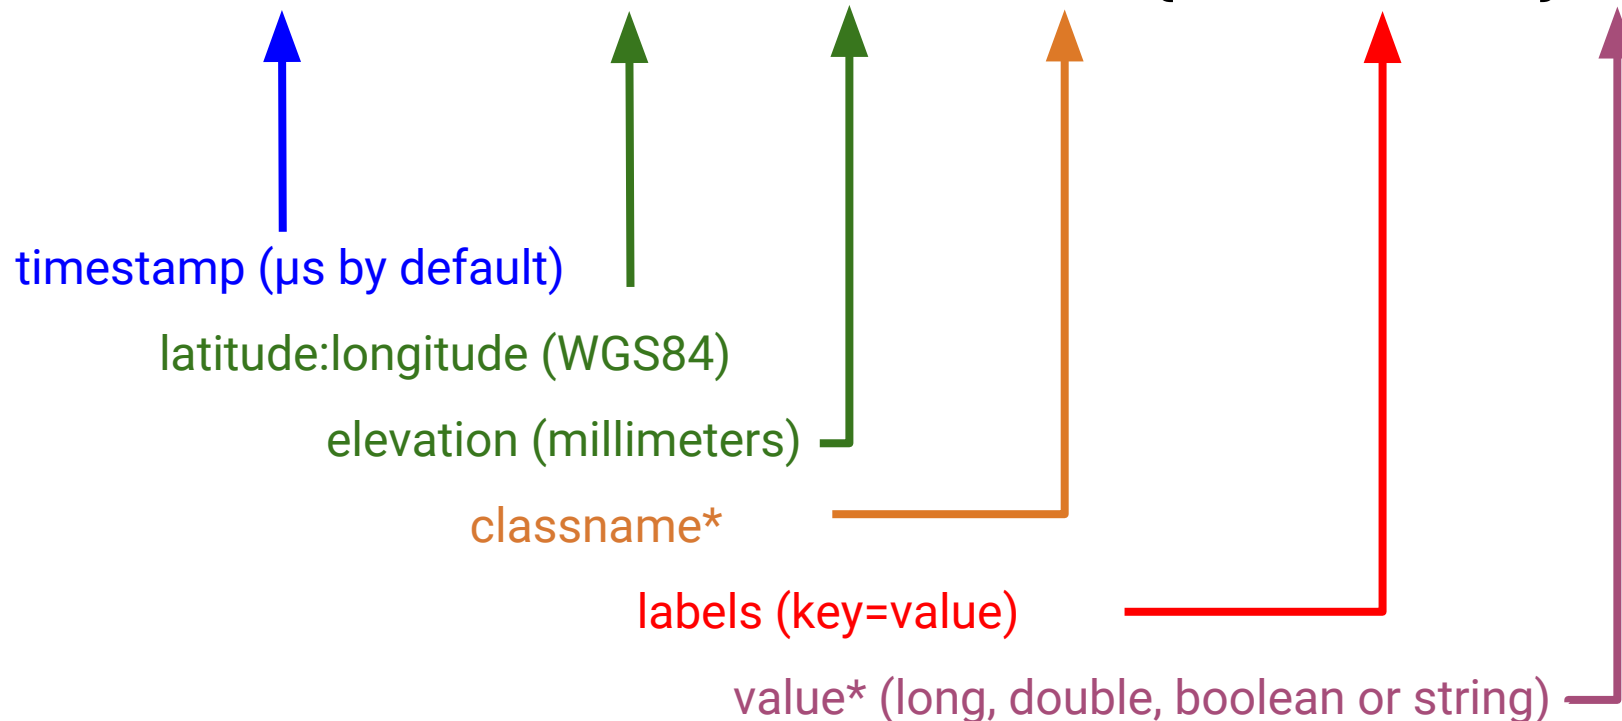 timestamp (µs by default)
latitude:longitude (WGS84)
elevation (millimeters)
classname*
labels (key=value)
value* (long, double, boolean or string)